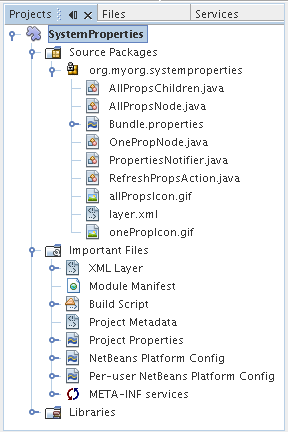 Projects Files Services
SystemProperties
Source Packages
org.myorg.systemproperties
AllPropsChildren.java
AllPropsNode.java
Bundle.properties
OnePropNode.java
PropertiesNotifier.java
RefreshPropsAction.java
allPropsIcon.gif
layer.xml
onePropIcon.gif
Important Files
XML Layer
Module Manifest
Build Script
Project Metadata
Project Properties
NetBeans Platform Config
Per-user NetBeans Platform Config
META-INF services
Libraries